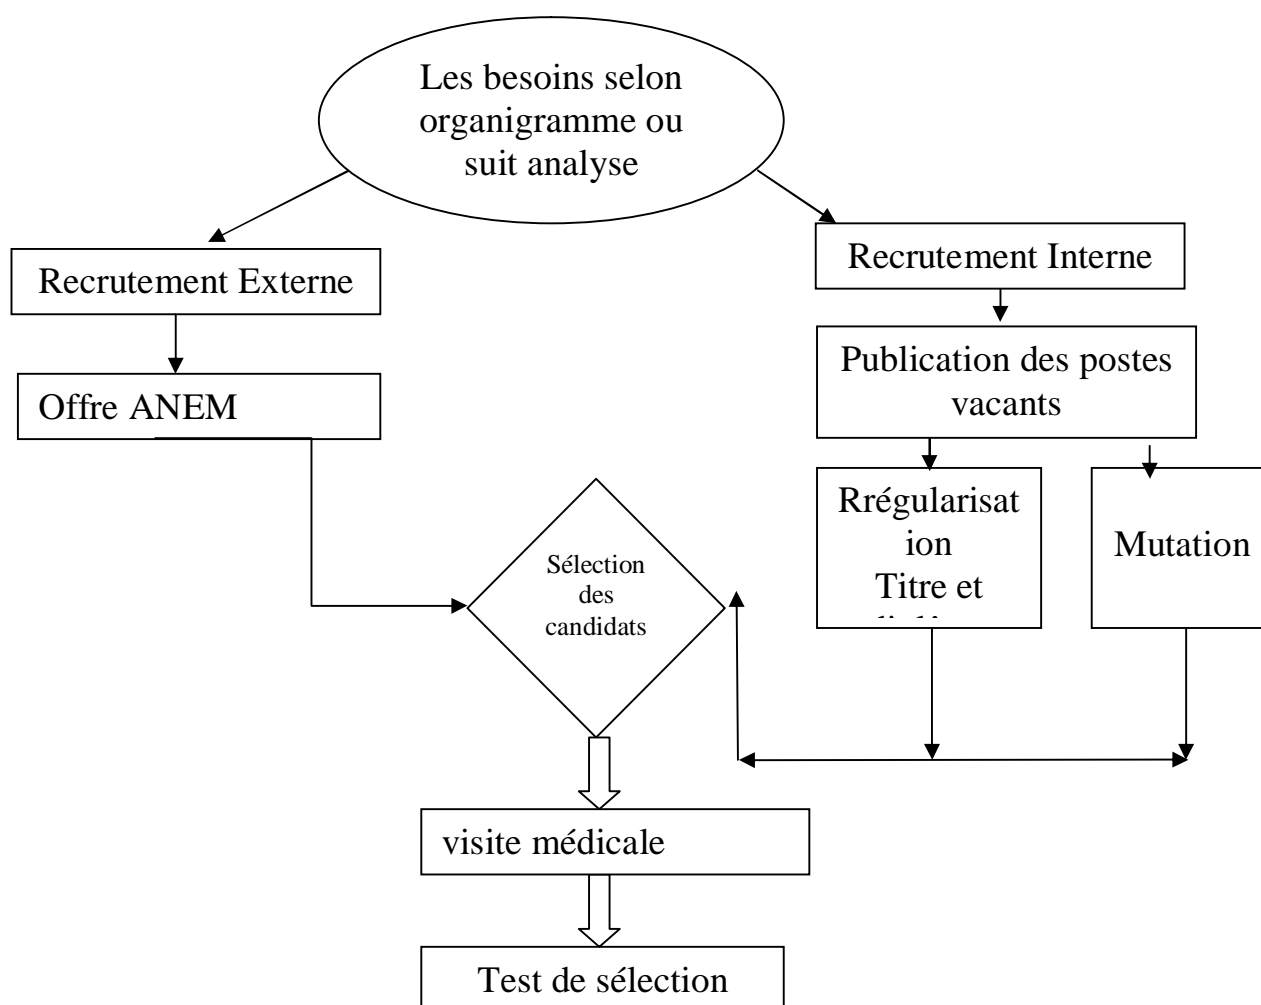 Les besoins selon
organigramme ou
suit analyse
Recrutement Externe
Recrutement Interne
Offre ANEM
Publication des postes
vacants
Rrégularisat
ion
Titre et
Mutation
Sélection
des
candidats
visite médicale
Test de sélection